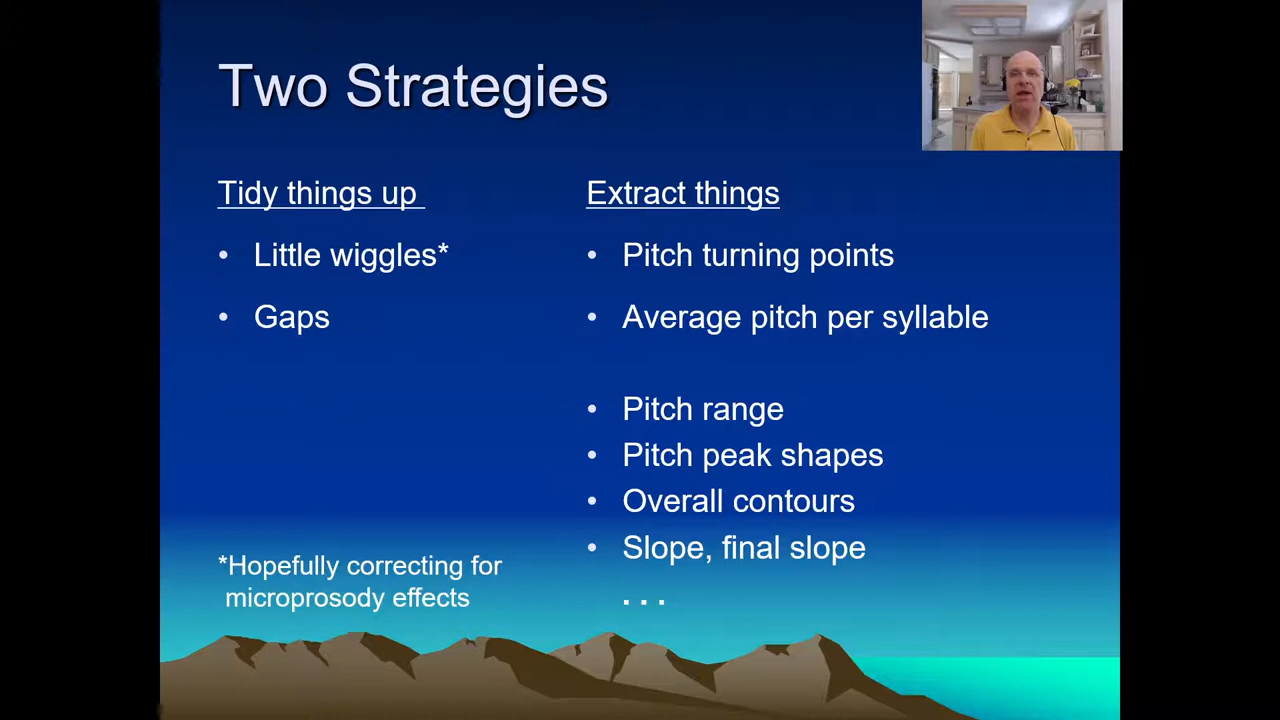 Two Strategies
Tidy things up
• Little wiggles*
• Gaps
*Hopefully correcting for
microprosody effects
Extract things
• Pitch turning points
• Average pitch per syllable
• Pitch range
• Pitch peak shapes
• Overall contours
• Slope, final slope
. . .